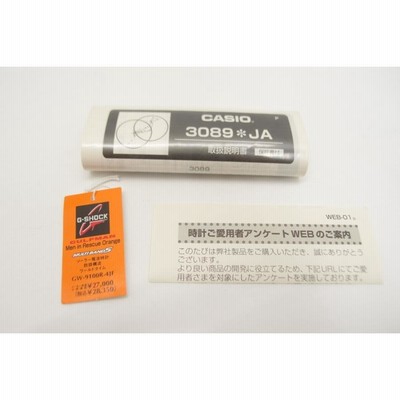 CASIO
3089*JA
取扱説明書
3089
G-SHOCK
GULFMAN
Men in Rescue Orange
GW-9100R-4JF
WEB-01
時計ご愛用者アンケートWEBのご案内
このたびは弊社製品をご購入いただき、誠にありがとう
ございます。
より良い商品の開発に役立てるため、下記URLにてご愛
用者さまを対象にしたアンケートを実施しております。